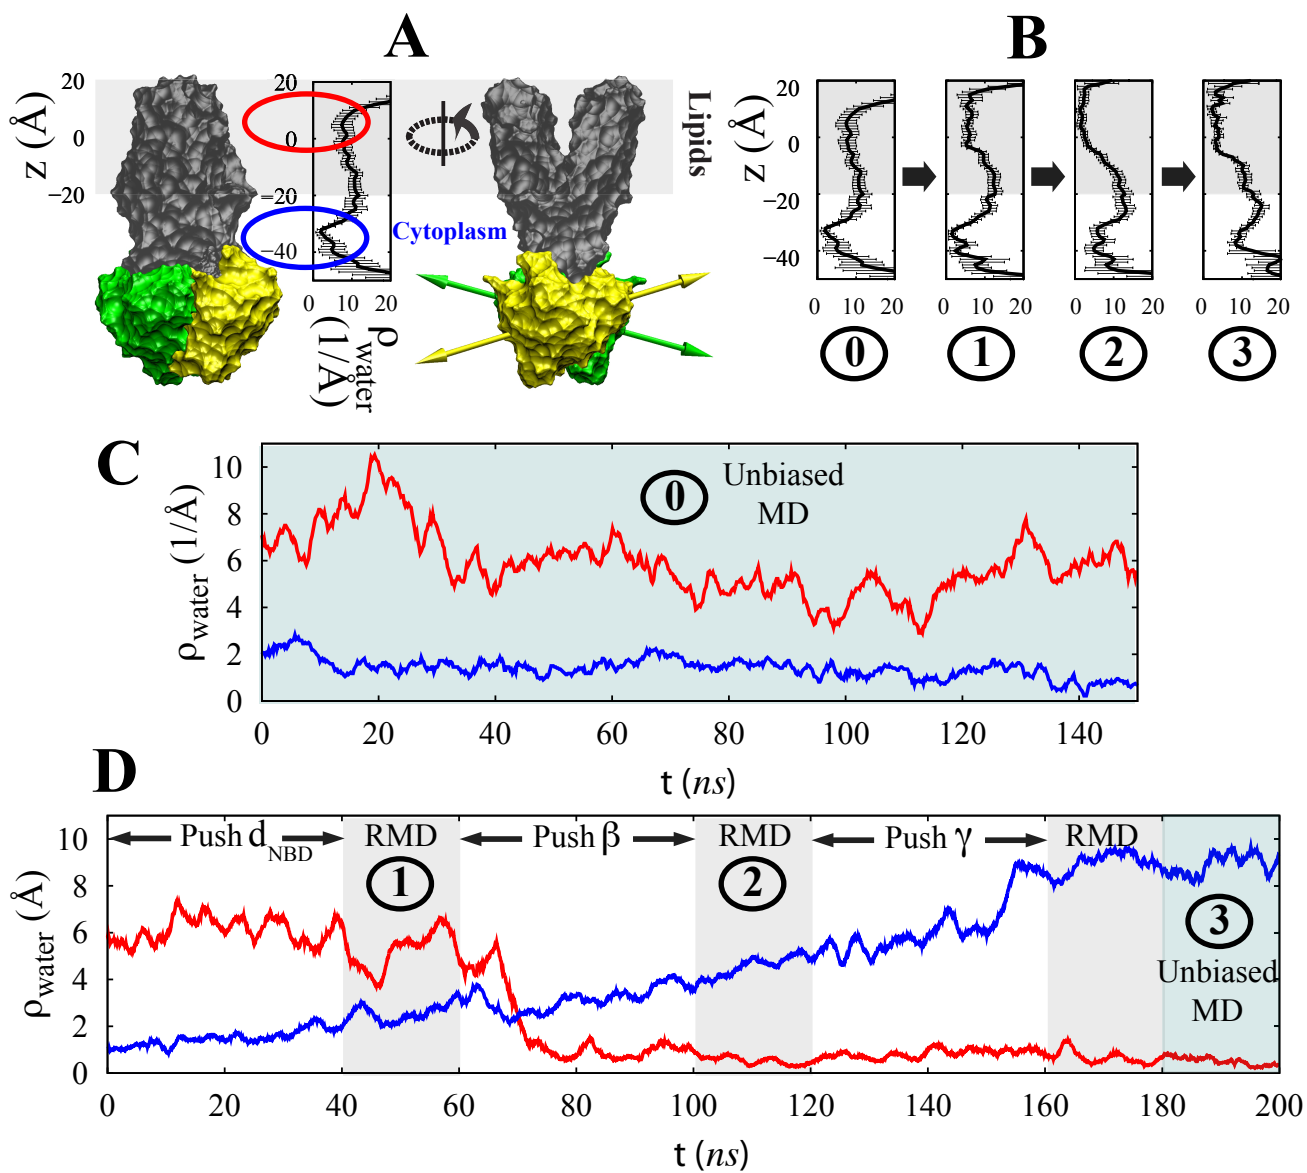 A
B
z (Å)
20
0
−20
20
0
−20
−40
0
10
20
ρwater
(1/Å)
Cytoplasm
Lipids
z (Å)
20
0
−20
−40
0 10 20
0 10 20
0 10 20
0 10 20
0
1
2
3
C
ρwater (1/Å)
10
8
6
4
2
0
0 Unbiased
MD
0 20 40 60 80 100 120 140
t (ns)
D
ρwater (Å)
10
8
6
4
2
0
Push dNBD RMD Push β RMD Push γ RMD
1
2
3
Unbiased
MD
0 20 40 60 80 100 120 140 160 180 200
t (ns)